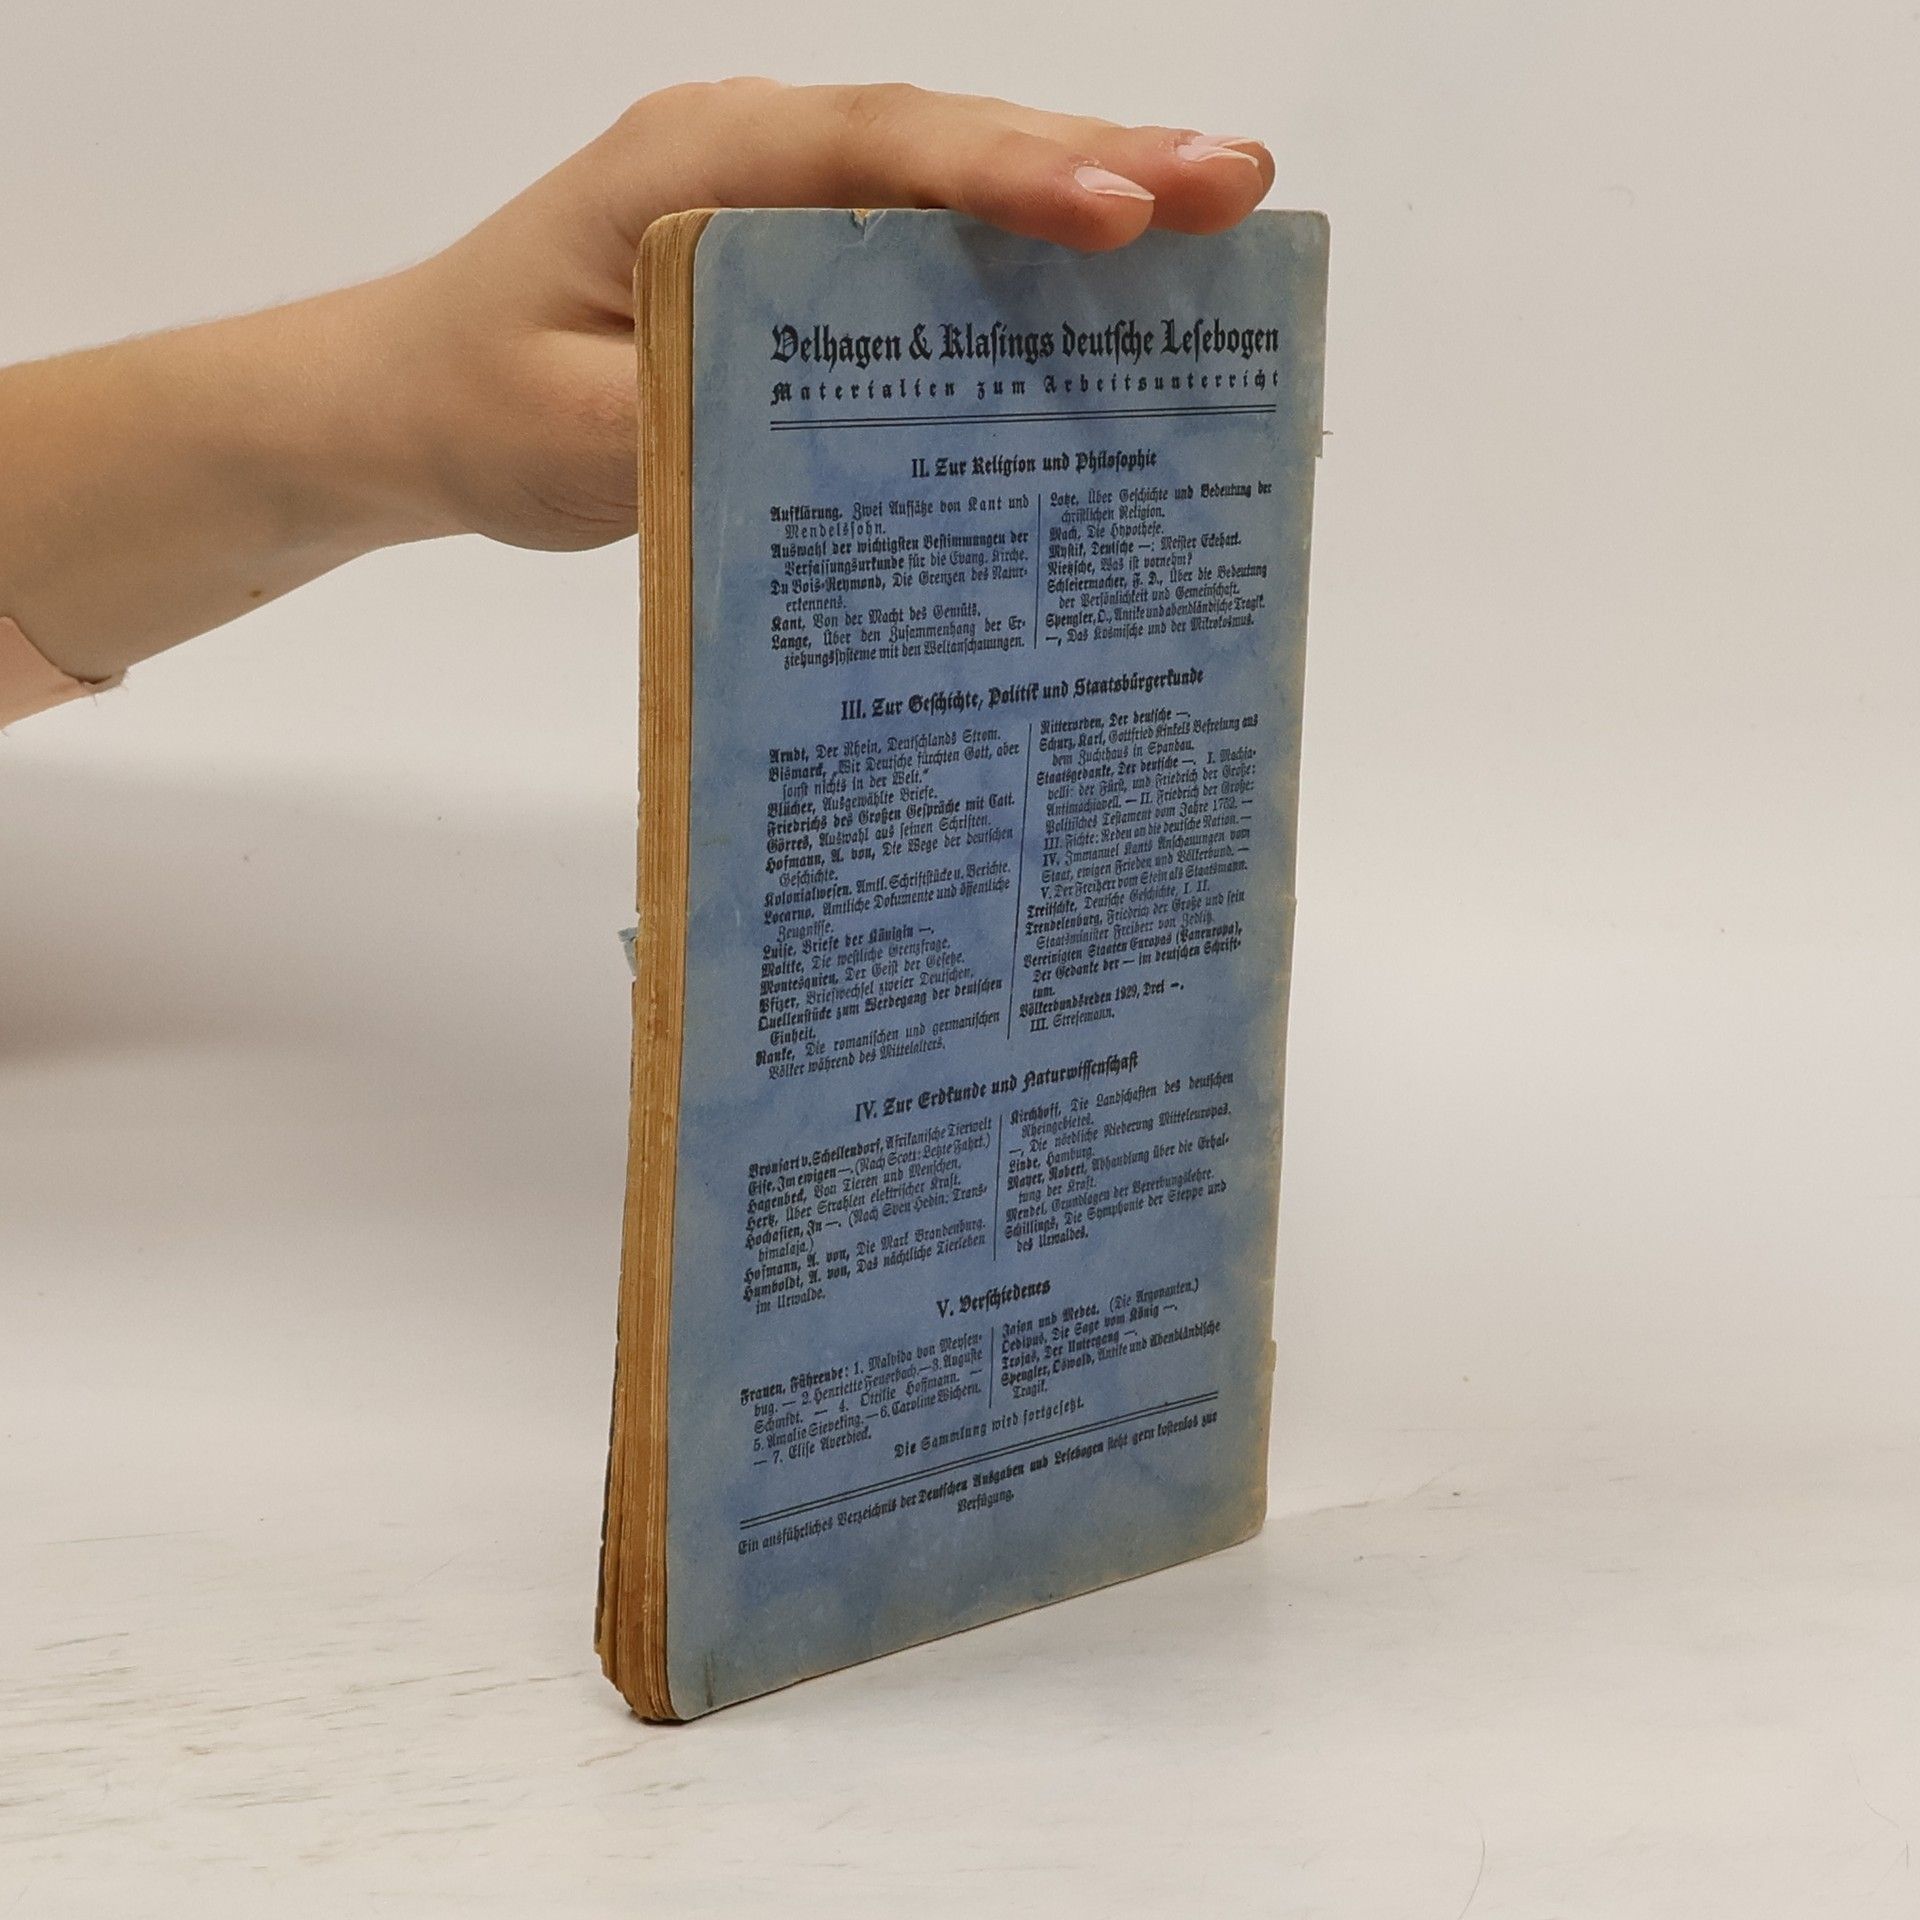 Velhagen & Klasings deutsche Lesebogen
Materialien zum Arbeitsunterricht
II. Zur Religion und Philosophie
Aufklärung. Zwei Aufsätze von Kant und
Mendelssohn.
Auswahl der wichtigsten Bestimmungen der
Verfassungsurkunde für die Evang. Kirche.
Du Bois-Reymond, Die Grenzen des Natur-
erkennens.
Kant, Von der Macht des Gemüts.
Lange, Über den Zusammenhang der Er-
ziehungssysteme mit den Weltanschauungen.
Lotze, Über Geschichte und Bedeutung der
christlichen Religion.
Mach, Die Hypothese.
Mystik, Deutsche —: Meister Eckehart.
Nietzsche, Was ist vornehm?
Schleiermacher, F. D., Über die Bedeutung
der Persönlichkeit und Gemeinschaft.
Spengler, O., Antike und abendländische Tragik.
—, Das Kosmische und der Mikrokosmus.
III. Zur Geschichte, Politik und Staatsbürgerkunde
Arndt, Der Rhein, Deutschlands Strom.
Bismarck, „Wir Deutsche fürchten Gott, aber
sonst nichts in der Welt.“
Blücher, Ausgewählte Briefe.
Friedrichs des Großen Gespräche mit Catt.
Görres, Auswahl aus seinen Schriften.
Hofmann, A. von, Die Wege der deutschen
Geschichte.
Kolonialwesen. Amtl. Schriftstücke u. Berichte.
Locarno. Amtliche Dokumente und öffentliche
Zeugnisse.
Luise, Briefe der Königin —.
Moltke, Die westliche Grenzfrage.
Montesquieu, Der Geist der Gesetze.
Pfizer, Briefwechsel zweier Deutschen.
Quellenstücke zum Werdegang der deutschen
Einheit.
Ranke, Die romanischen und germanischen
Völker während des Mittelalters.
Ritterorden, Der deutsche —.
Schurz, Karl, Gottfried Kinkels Befreiung aus
dem Zuchthaus in Spandau.
Staatsgedanke, Der deutsche —. I. Machia-
velli: der Fürst, und Friedrich der Große:
Antimachiavell. — II. Friedrich der Große:
Politisches Testament vom Jahre 1752. —
III. Fichte: Reden an die deutsche Nation. —
IV. Immanuel Kants Anschauungen vom
Staat, ewigen Frieden und Völkerbund. —
V. Der Freiherr vom Stein als Staatsmann.
Treitschke, Deutsche Geschichte, I. II.
Trendelenburg, Friedrich der Große und sein
Staatsminister Freiherr von Zedlitz.
Vereinigten Staaten Europas (Paneuropa),
Der Gedanke der — im deutschen Schrift-
tum.
Völkerbundsreden 1929, Drei —.
III. Stresemann.
IV. Zur Erdkunde und Naturwissenschaft
Bronsart v. Schellendorf, Afrikanische Tierwelt
Eise, Im ewigen —. (Nach Scott: Letzte Fahrt.)
Hagenbeck, Von Tieren und Menschen.
Hertz, Über Strahlen elektrischer Kraft.
Hochasien, In —. (Nach Sven Hedin: Trans-
himalaja.)
Hofmann, A. von, Die Mark Brandenburg.
Humboldt, A. von, Das nächtliche Tierleben
im Urwalde.
Kirchhoff, Die Landschaften des deutschen
Rheingebietes.
—, Die nördliche Niederung Mitteleuropas.
Linde, Hamburg.
Mayer, Robert, Abhandlung über die Erhal-
tung der Kraft.
Mendel, Grundlagen der Vererbungslehre.
Schillings, Die Symphonie der Steppe und
des Urwaldes.
V. Verschiedenes
Frauen, Führende: 1. Malvida von Meysen-
bug. — 2. Henriette Feuerbach. — 3. Auguste
Schmidt. — 4. Ottilie Hoffmann. —
5. Amalie Sieveking. — 6. Caroline Wichern.
— 7. Elise Averdieck.
Jason und Medea. (Die Argonauten.)
Oedipus, Die Sage vom König —.
Trojas, Der Untergang —.
Spengler, Oswald, Antike und Abendländische
Tragik.
Die Sammlung wird fortgesetzt.
Ein ausführliches Verzeichnis der Deutschen Ausgaben und Lesebogen steht gern kostenlos zur
Verfügung.